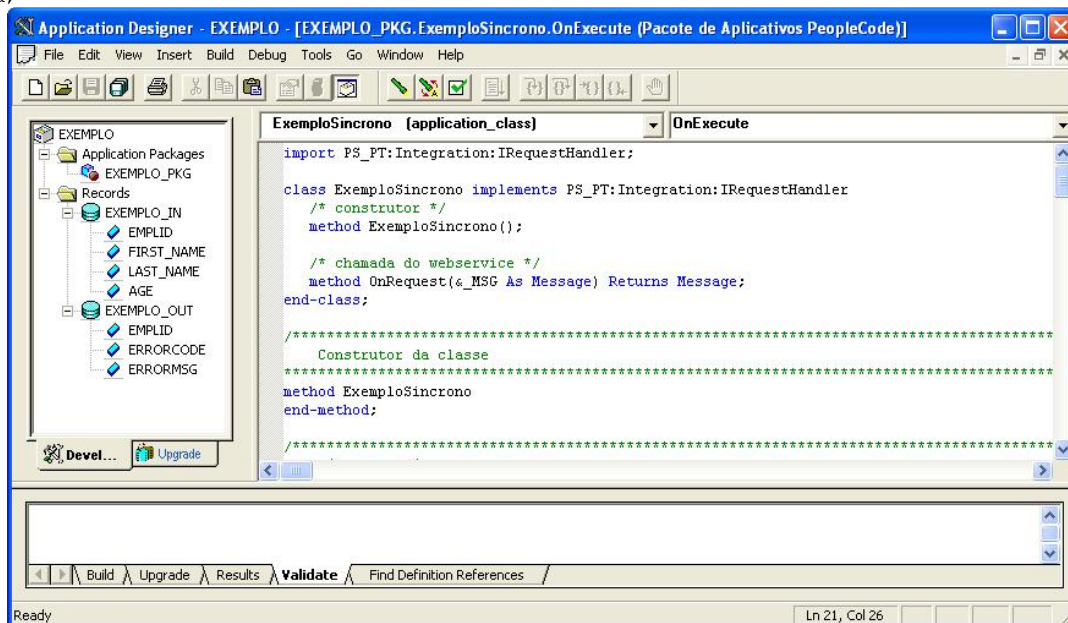 Application Designer - EXEMPLO - [EXEMPLO_PKG.ExemploSincrono.OnExecute (Pacote de Aplicativos PeopleCode)]
File Edit View Insert Build Debug Tools Go Window Help
EXEMPLO
Application Packages
EXEMPLO_PKG
Records
EXEMPLO_IN
EMPLID
FIRST_NAME
LAST_NAME
AGE
EXEMPLO_OUT
EMPLID
ERRORCODE
ERRORMSG
Devel... Upgrade
ExemploSincrono (application_class) OnExecute
import PS_PT:Integration:IRequestHandler;
class ExemploSincrono implements PS_PT:Integration:IRequestHandler
/* construtor */
method ExemploSincrono();
/* chamada do webservice */
method OnRequest(&_MSG As Message) Returns Message;
end-class;
/******************************************************************************************
Construtor da classe
*******************************************************************************************
method ExemploSincrono
end-method;
/******************************************************************************************
Build Upgrade Results Validate Find Definition References
Ready Ln 21, Col 26